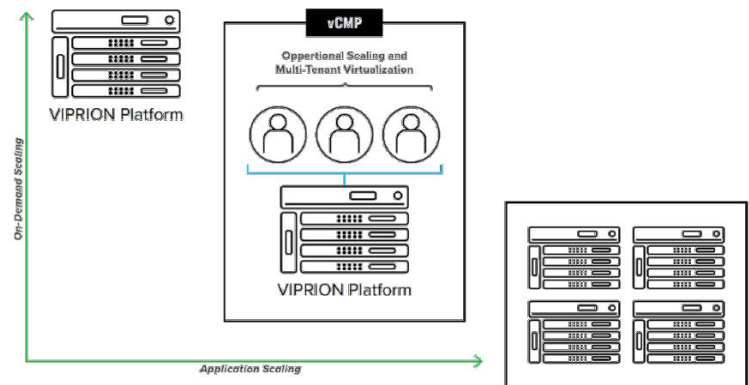 vCMP
Oppertional Scaling and
Multi-Tenant Virtualization
VIPRION Platform
On-Demand Scaling
VIPRION Platform
Application Scaling